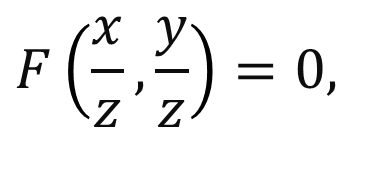 F(x/z, y/z) = 0,